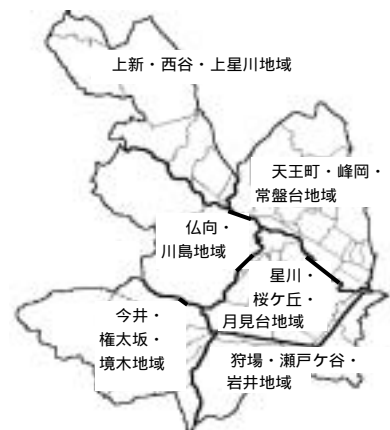 上新・西谷・上星川地域
天王町・峰岡・
常盤台地域
仏向・
川島地域
星川・
桜ケ丘・
月見台地域
今井・
権太坂・
境木地域
狩場・瀬戸ケ谷・
岩井地域